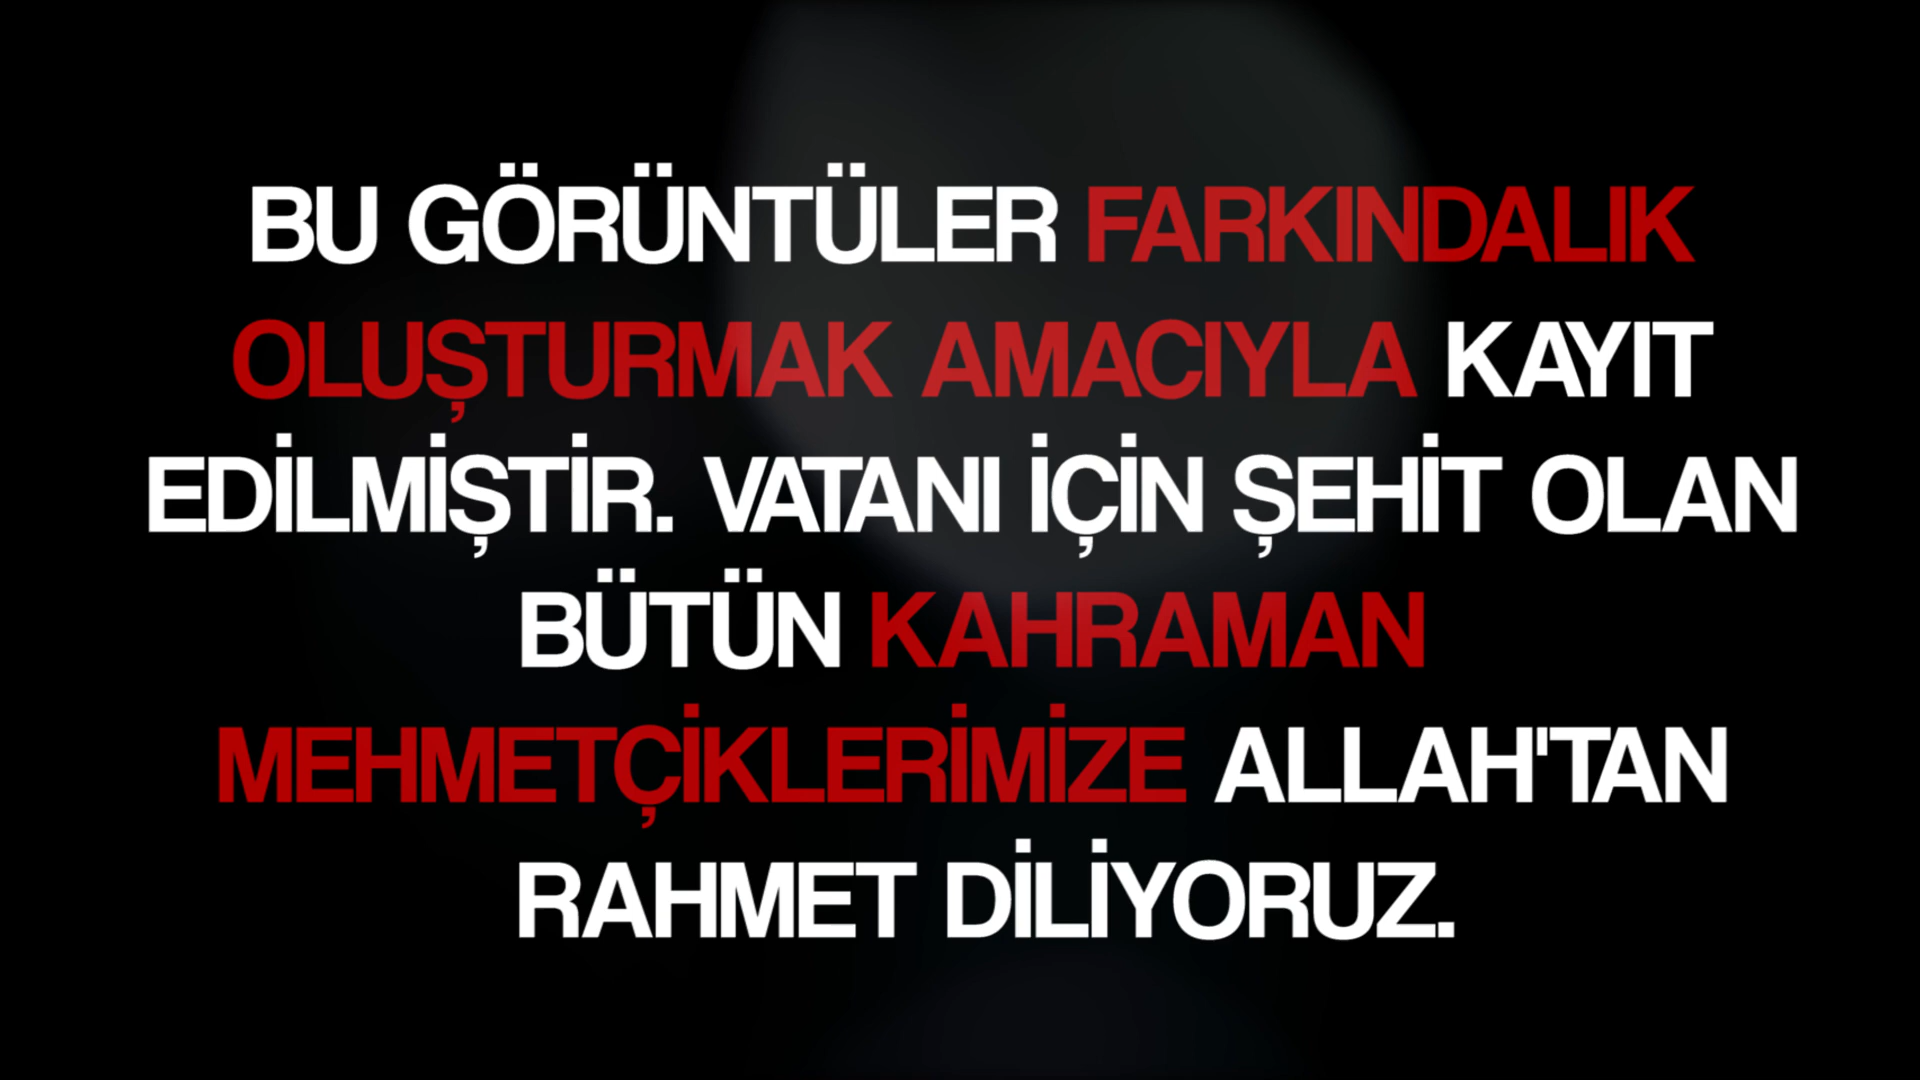 BU GÖRÜNTÜLER FARKINDALIK
OLUŞTURMAK AMACIYLA KAYIT
EDİLMİŞTİR. VATANI İÇİN ŞEHİT OLAN
BÜTÜN KAHRAMAN
MEHMETÇİKLERİMİZE ALLAH'TAN
RAHMET DİLİYORUZ.